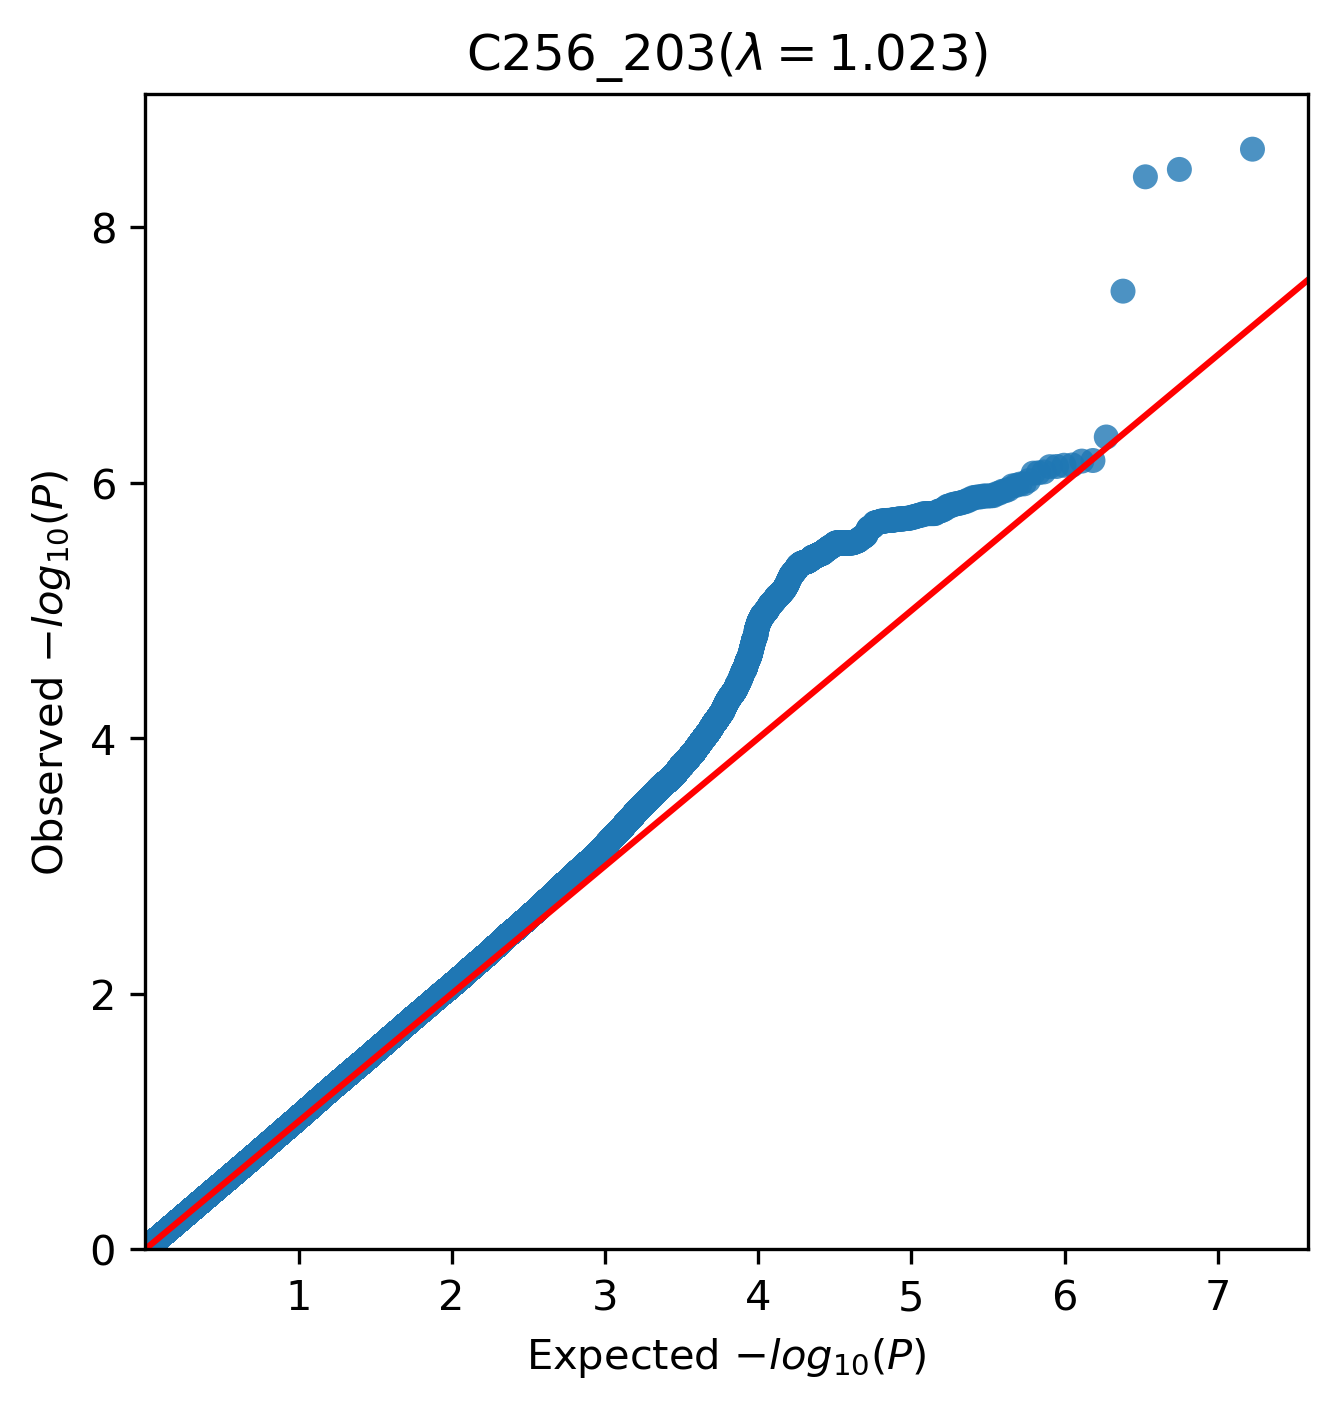 C256_203(λ = 1.023)
8
6
4
2
0
Observed −log₁₀(P)
1 2 3 4 5 6 7
Expected −log₁₀(P)